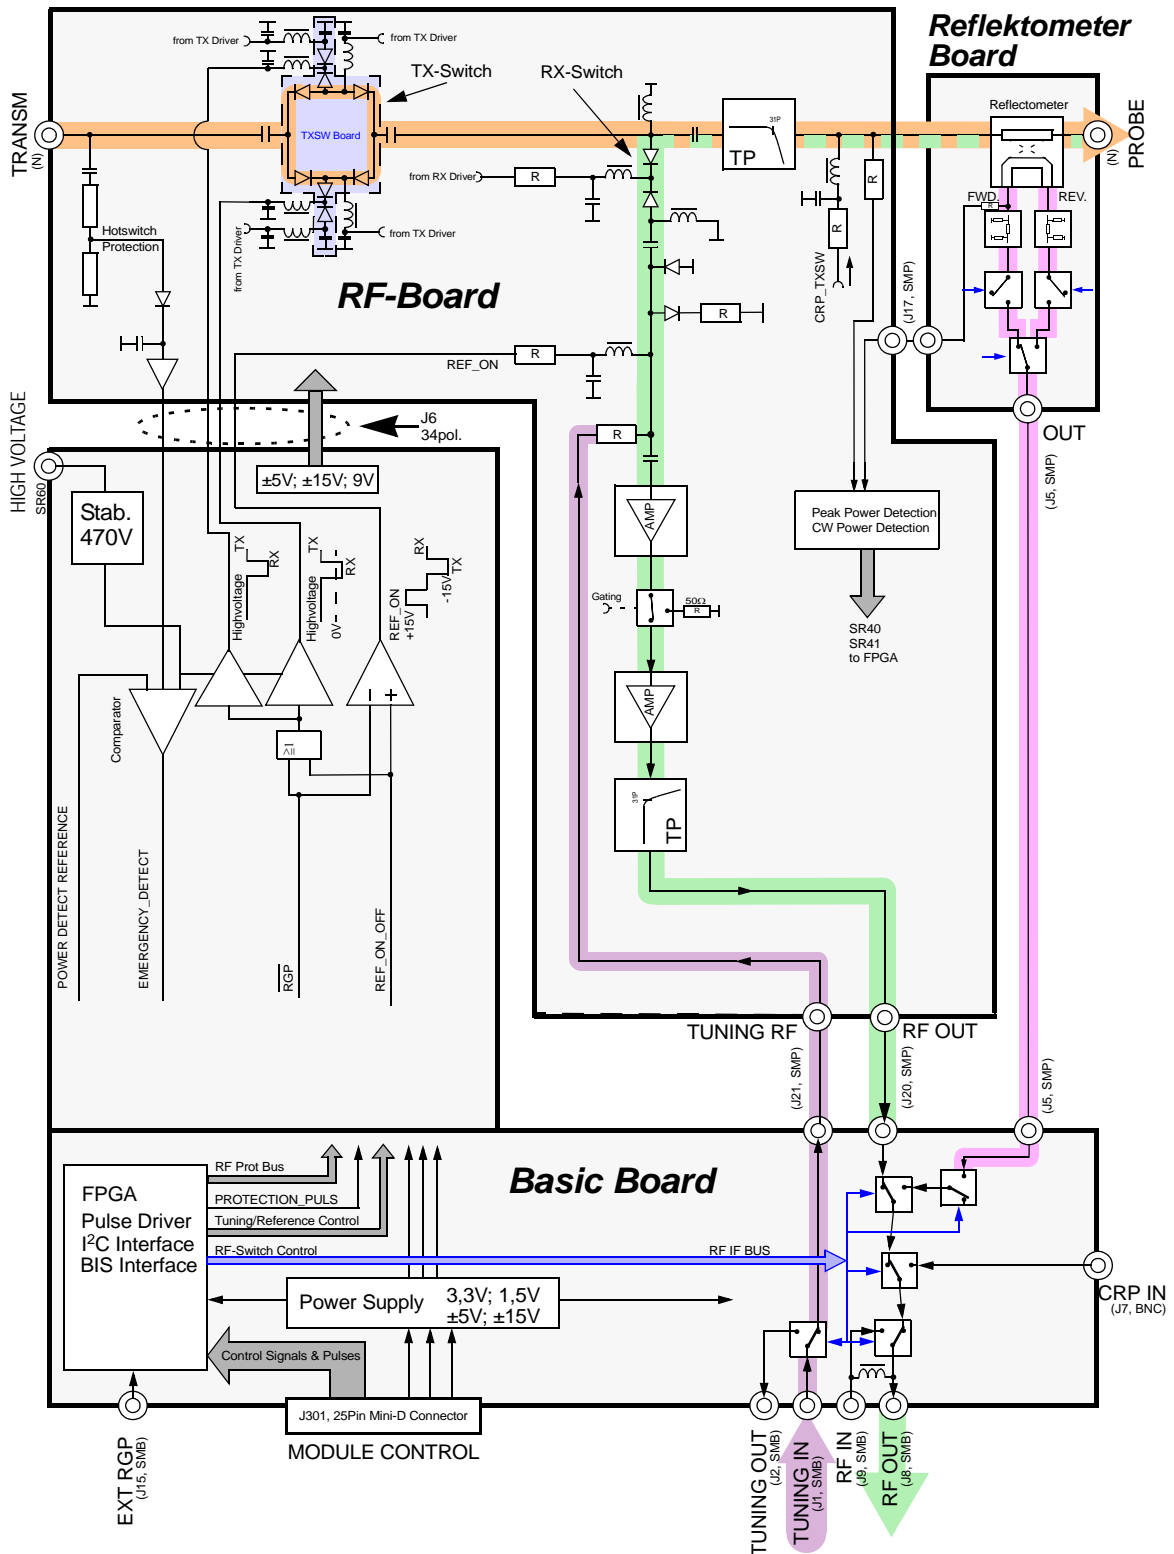 Reflektometer
Board
from TX Driver
from TX Driver
TX-Switch
RX-Switch
TXSW Board
TRANSM
(N)
31P
TP
Reflectometer
PROBE
(N)
from RX Driver
R
R
R
FWD.
REV.
R
Hotswitch
Protection
from TX Driver
from TX Driver
CRP_TXSW
(J17, SMP)
RF-Board
R
REF_ON
R
J6
34pol.
OUT
(J5, SMP)
HIGH VOLTAGE
SR60
±5V; ±15V; 9V
R
Stab.
470V
AMP
Peak Power Detection
CW Power Detection
Highvoltage
TX
RX
Highvoltage
0V
TX
RX
REF_ON
+15V
RX
TX
-15V
Gating
50Ω
R
SR40
SR41
to FPGA
Comparator
AMP
≥1
31P
TP
POWER DETECT REFERENCE
EMERGENCY_DETECT
RGP
REF_ON_OFF
TUNING RF
RF OUT
(J21, SMP)
(J20, SMP)
(J5, SMP)
Basic Board
FPGA
Pulse Driver
I²C Interface
BIS Interface
RF Prot Bus
PROTECTION_PULS
Tuning/Reference Control
RF-Switch Control
RF IF BUS
Power Supply
3,3V; 1,5V
±5V; ±15V
CRP IN
(J7, BNC)
Control Signals & Pulses
J301, 25Pin Mini-D Connector
MODULE CONTROL
EXT RGP
(J15, SMB)
TUNING OUT
(J2, SMB)
TUNING IN
(J1, SMB)
RF IN
(J9, SMB)
RF OUT
(J8, SMB)